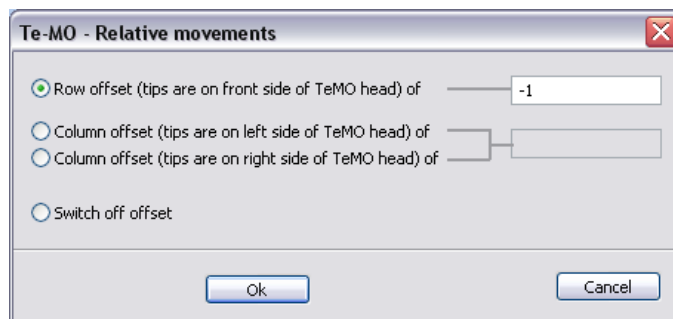 Te-MO - Relative movements
Row offset (tips are on front side of TeMO head) of -1
Column offset (tips are on left side of TeMO head) of
Column offset (tips are on right side of TeMO head) of
Switch off offset
Ok Cancel